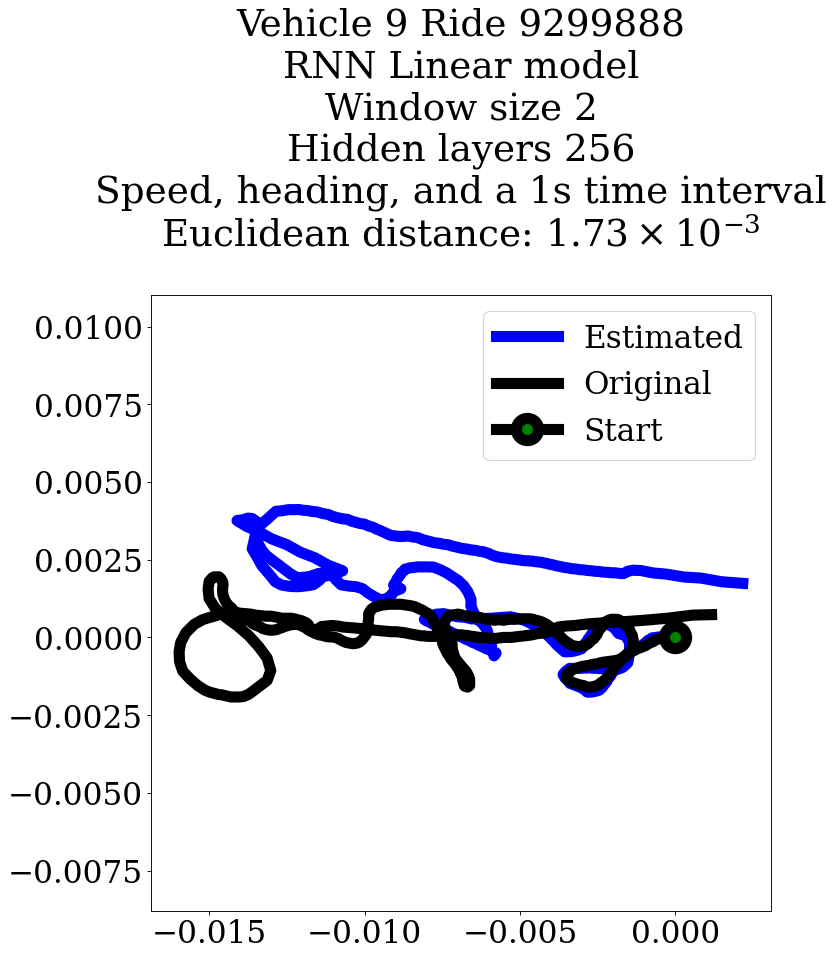 Vehicle 9 Ride 9299888
RNN Linear model
Window size 2
Hidden layers 256
Speed, heading, and a 1s time interval
Euclidean distance: 1.73 × 10⁻³
Estimated
Original
Start
0.0100
0.0075
0.0050
0.0025
0.0000
−0.0025
−0.0050
−0.0075
−0.015 −0.010 −0.005 0.000